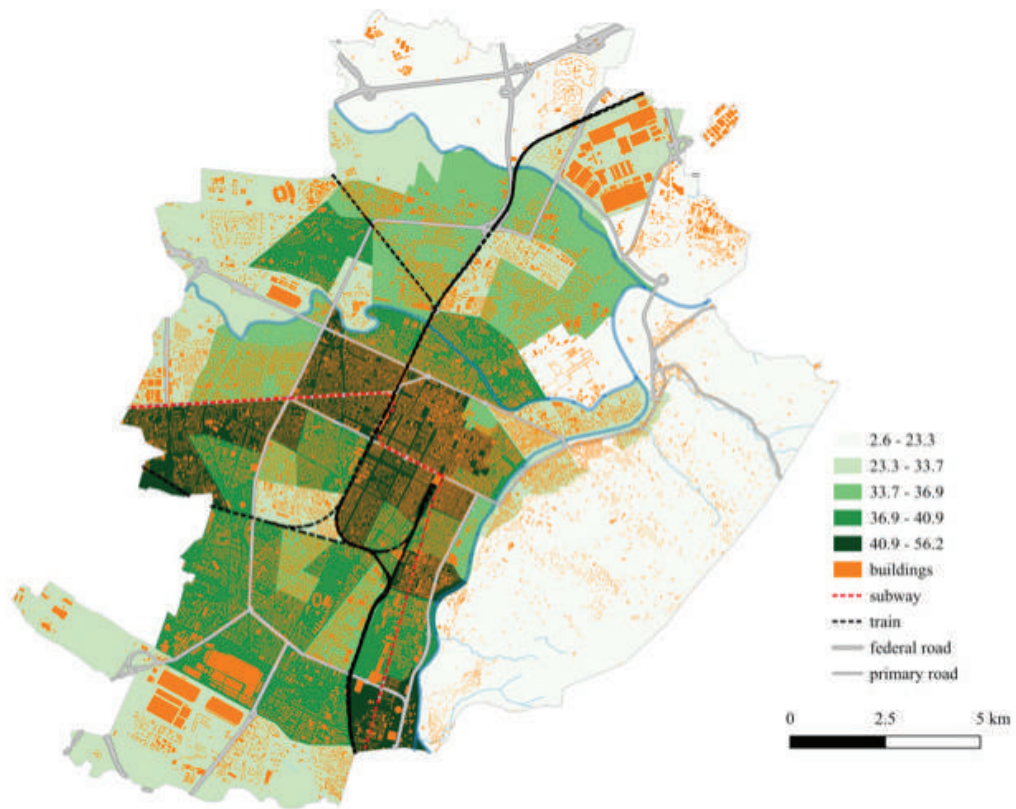 2.6 - 23.3
23.3 - 33.7
33.7 - 36.9
36.9 - 40.9
40.9 - 56.2
buildings
subway
train
federal road
primary road
0 2.5 5 km